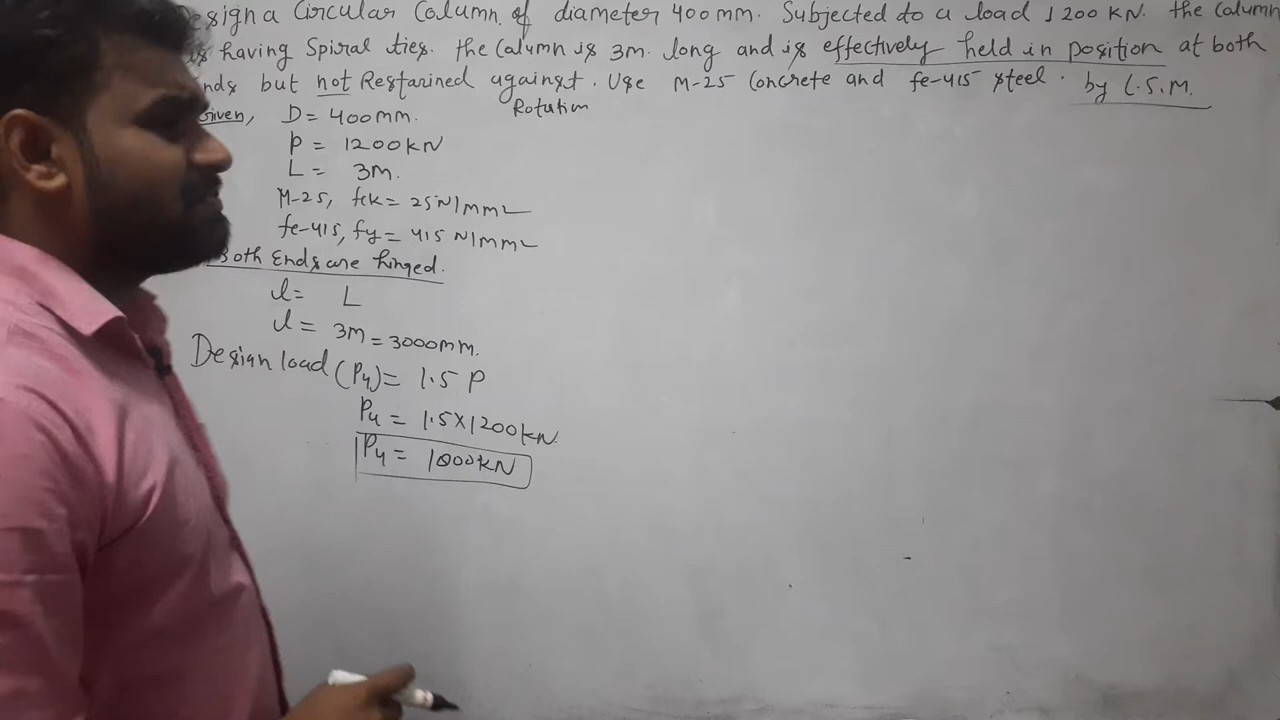 esign a Circular Column of diameter 400mm. Subjected to a load 1200 KN. the Column
is having Spiral ties. the Column is 3m. long and is effectively held in position at both
nds but not Restarined against. Use M-25 Concrete and fe-415 steel. by L.S.M.
Rotution
Given, D = 400mm.
P = 1200KN
L = 3M.
M-25, fck = 25N/mm2
fe-415, fy = 415 N/mm2
Both Ends are hinged.
l = L
l = 3M = 3000mm.
Design load (Pu) = 1.5 P
Pu = 1.5×1200KN.
Pu = 1800KN